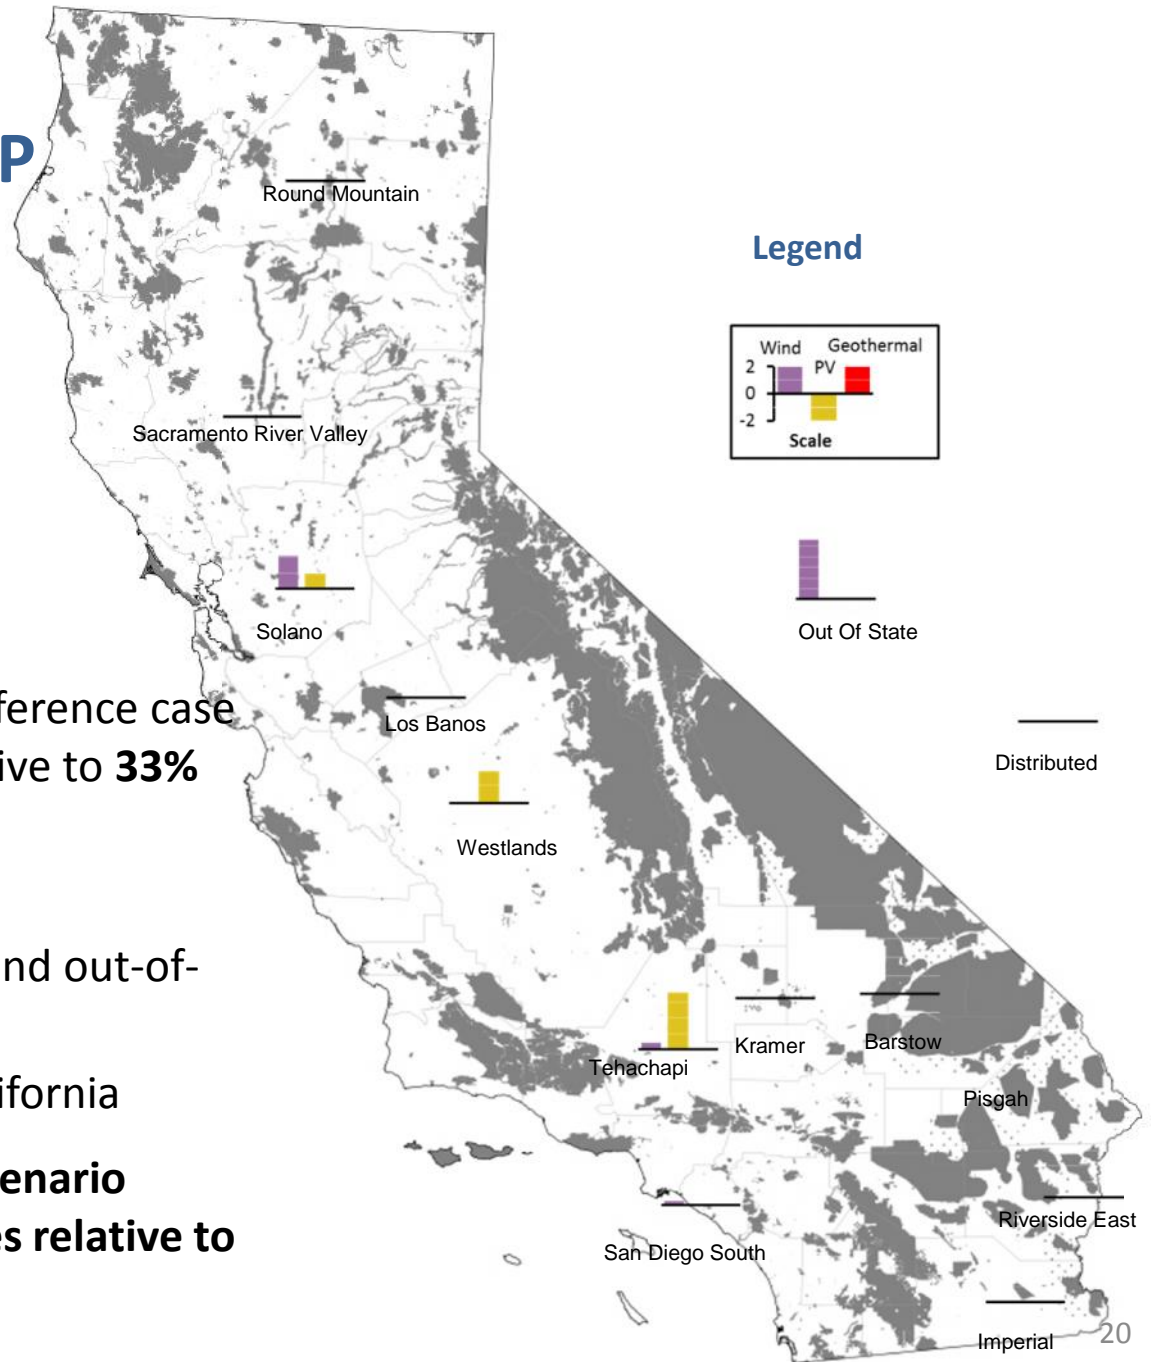 P
Round Mountain
Legend
Wind
Geothermal
PV
2
0
-2
Scale
Sacramento River Valley
Solano
Out Of State
ference case
Los Banos
ive to 33%
Distributed
Westlands
nd out-of-
Kramer
Barstow
Tehachapi
ifornia
Pisgah
enario
es relative to
Riverside East
San Diego South
Imperial
20